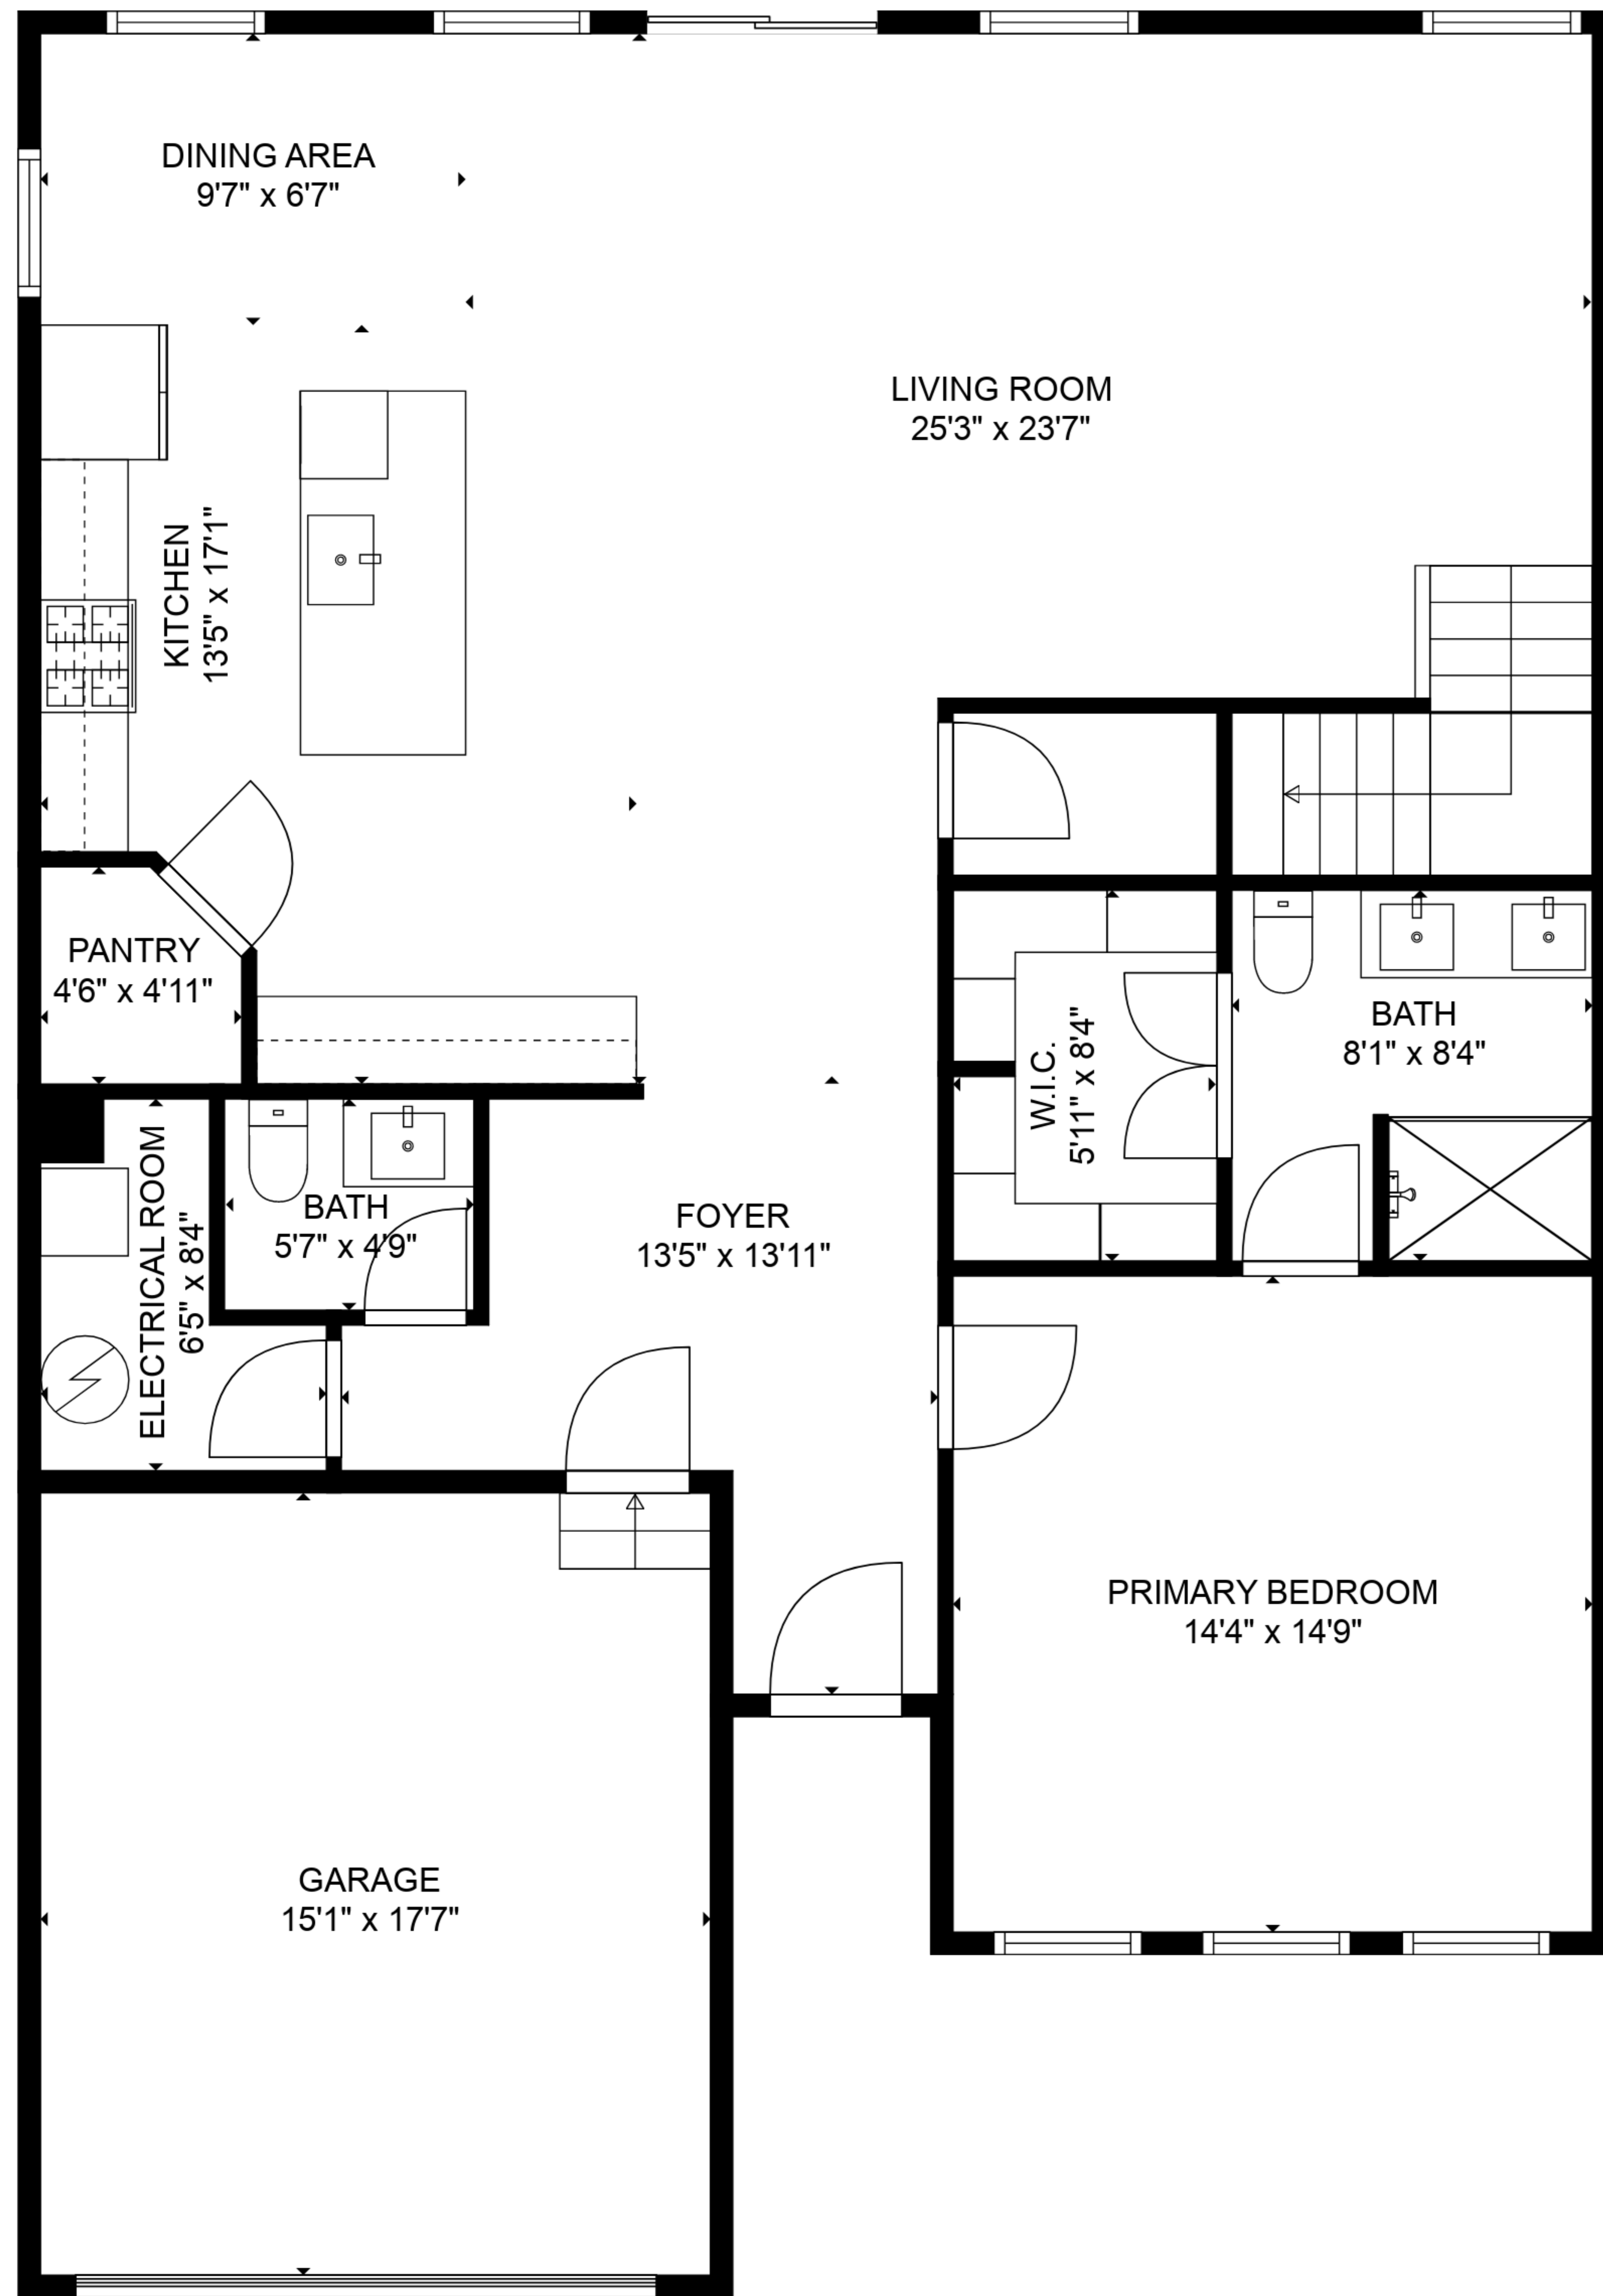 DINING AREA
9'7" x 6'7"
LIVING ROOM
25'3" x 23'7"
KITCHEN
13'5" x 17'1"
PANTRY
4'6" x 4'11"
BATH
8'1" x 8'4"
W.I.C.
5'11" x 8'4"
ELECTRICAL ROOM
6'5" x 8'4"
BATH
5'7" x 4'9"
FOYER
13'5" x 13'11"
PRIMARY BEDROOM
14'4" x 14'9"
GARAGE
15'1" x 17'7"